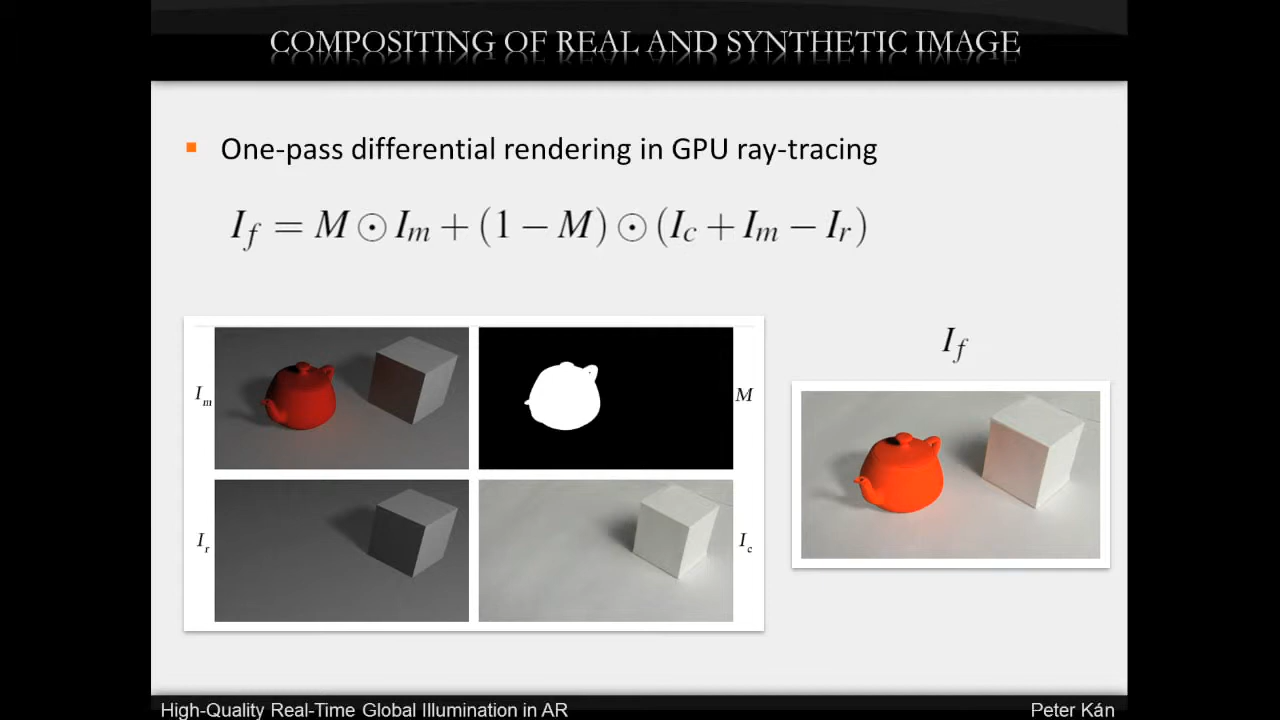 COMPOSITING OF REAL AND SYNTHETIC IMAGE
One-pass differential rendering in GPU ray-tracing
I_f = M ⊙ I_m + (1 − M) ⊙ (I_c + I_m − I_r)
I_f
I_m
M
I_r
I_c
High-Quality Real-Time Global Illumination in AR
Peter Kán